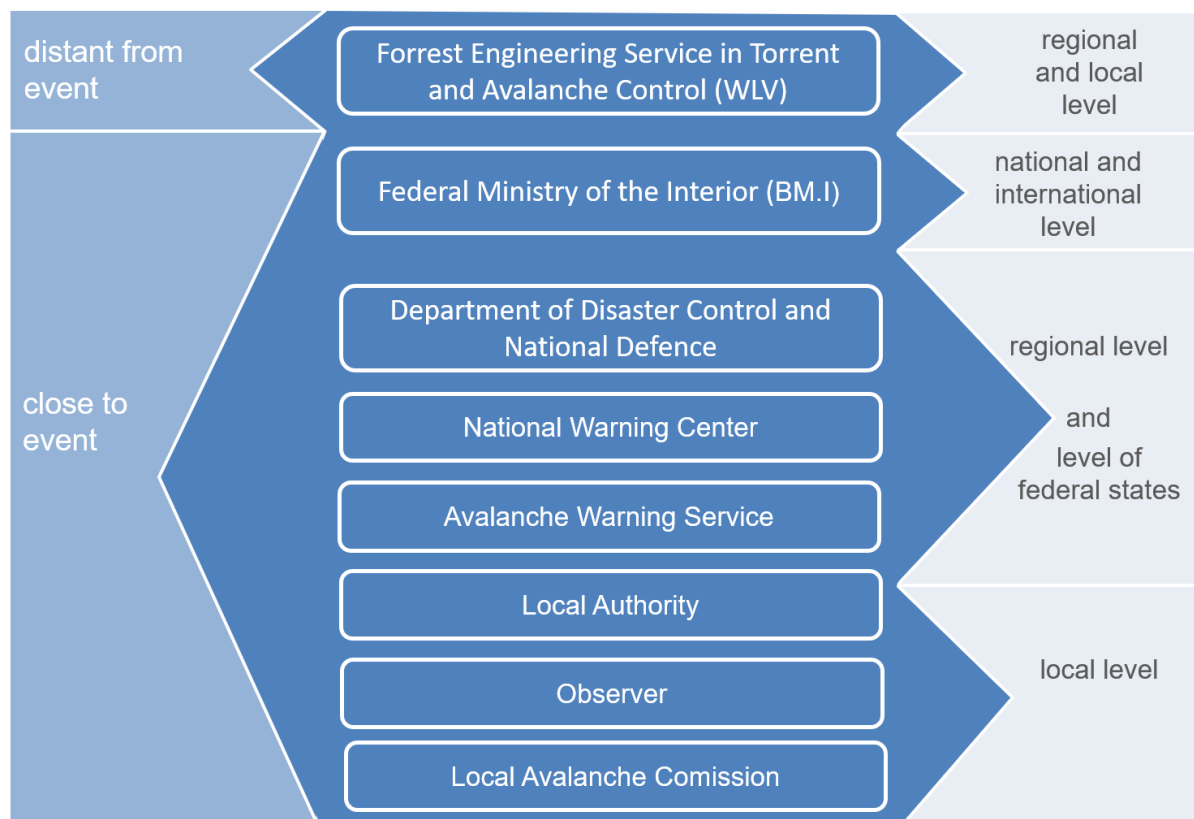 distant from
event
Forrest Engineering Service in Torrent
and Avalanche Control (WLV)
regional
and local
level
Federal Ministry of the Interior (BM.I)
national and
international
level
close to
event
Department of Disaster Control and
National Defence
National Warning Center
Avalanche Warning Service
regional level
and
level of
federal states
Local Authority
Observer
Local Avalanche Comission
local level